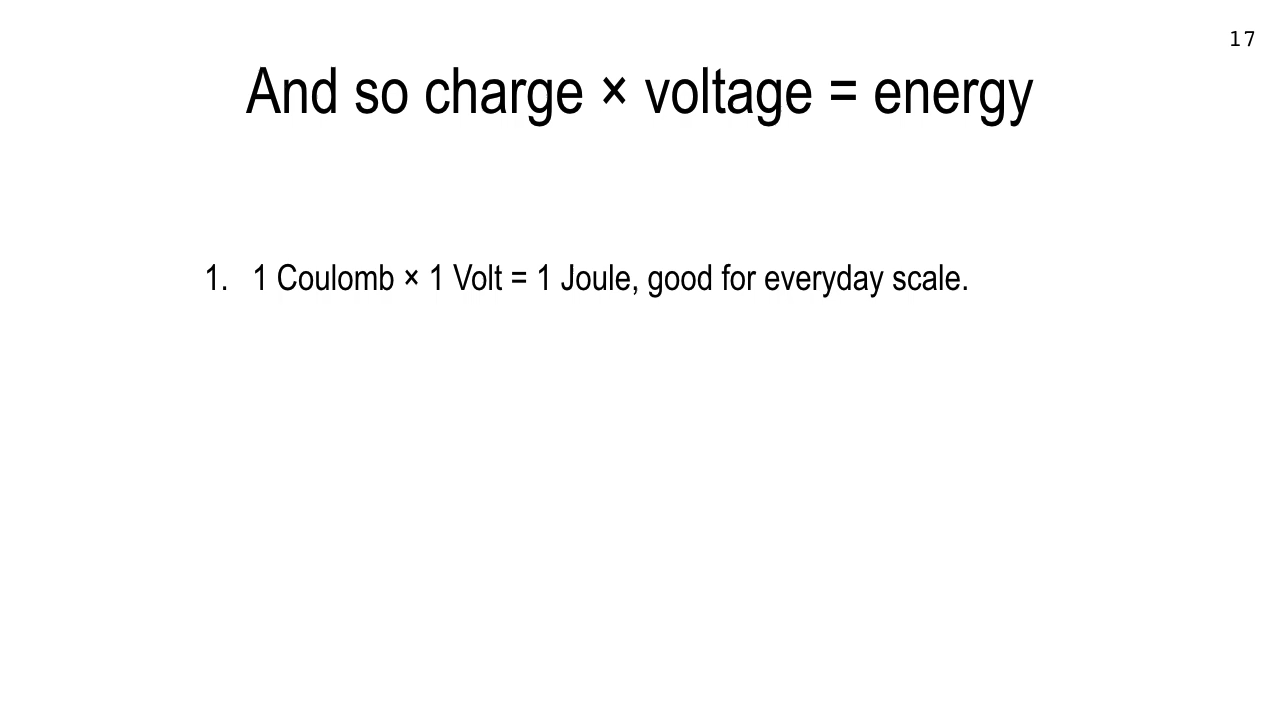 17
And so charge × voltage = energy
1. 1 Coulomb × 1 Volt = 1 Joule, good for everyday scale.